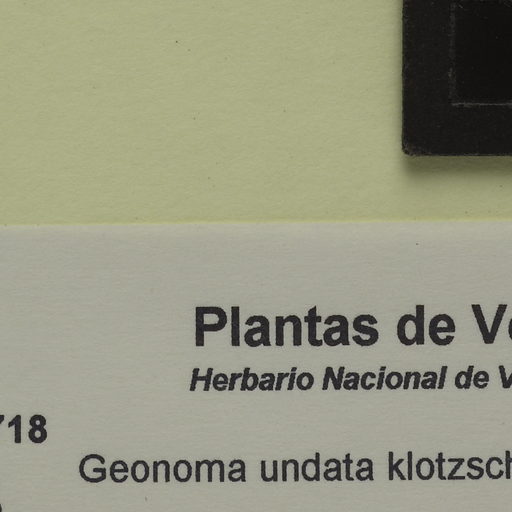 Plantas de V
Herbario Nacional de V
718
Geonoma undata klotzsch